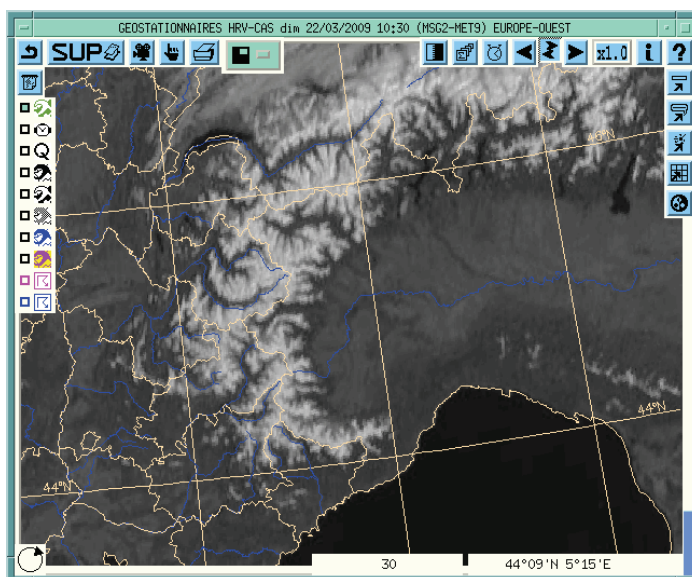 GEOSTATIONNAIRES HRV-CAS dim 22/03/2009 10:30 (MSG2-MET9) EUROPE-OUEST
SUP
x1.0
i
?
Q
46°N
44°N
44°N
30
44°09'N 5°15'E